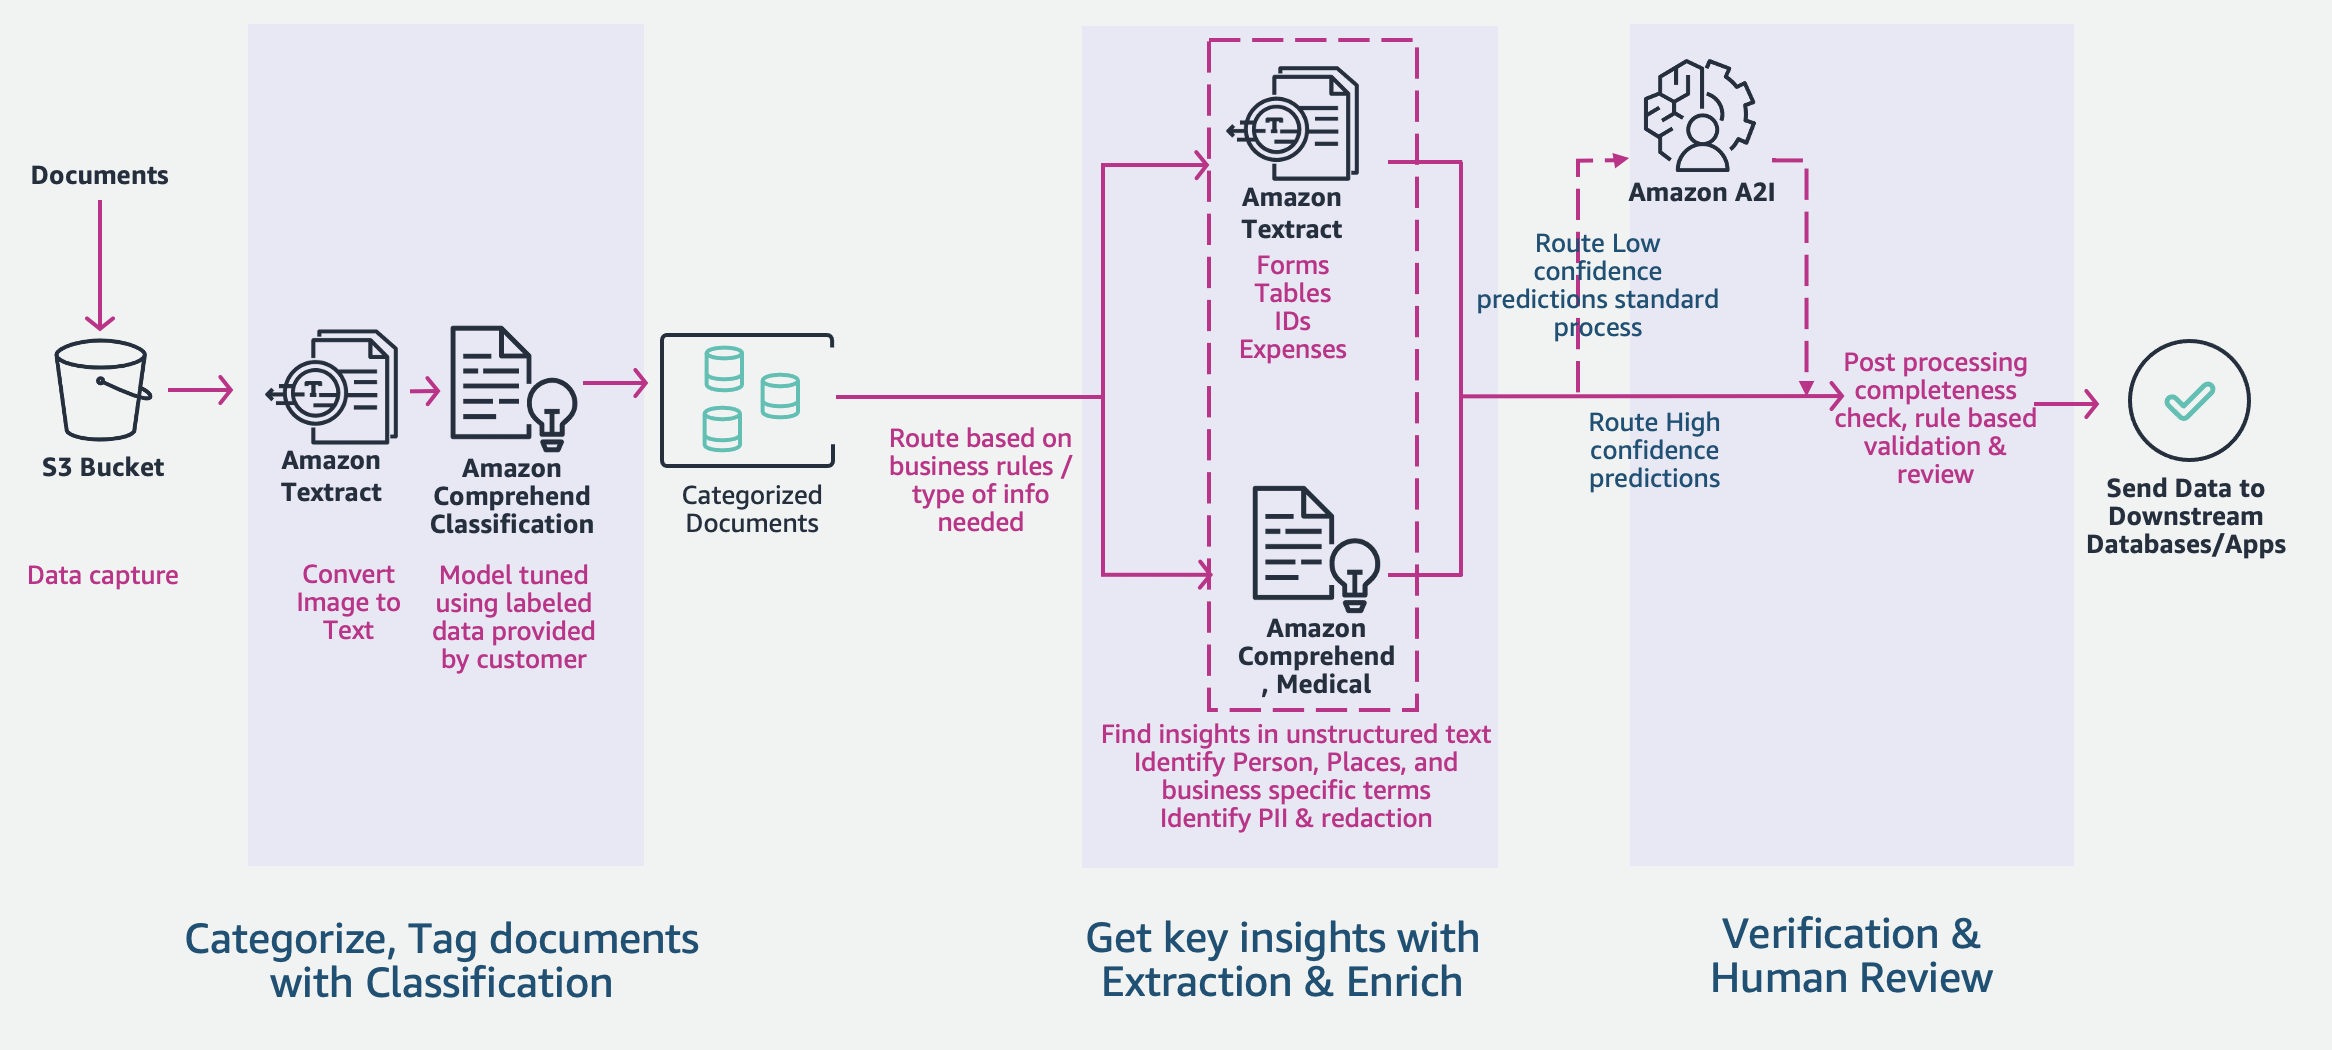 Documents
S3 Bucket
Data capture
Amazon
Textract
Convert
Image to
Text
Amazon
Comprehend
Classification
Model tuned
using labeled
data provided
by customer
Categorized
Documents
Route based on
business rules /
type of info
needed
Amazon
Textract
Forms
Tables
IDs
Expenses
Amazon
Comprehend
, Medical
Find insights in unstructured text
Identify Person, Places, and
business specific terms
Identify PII & redaction
Route Low
confidence
predictions standard
process
Route High
confidence
predictions
Amazon A2I
Post processing
completeness
check, rule based
validation &
review
Send Data to
Downstream
Databases/Apps
Categorize, Tag documents
with Classification
Get key insights with
Extraction & Enrich
Verification &
Human Review